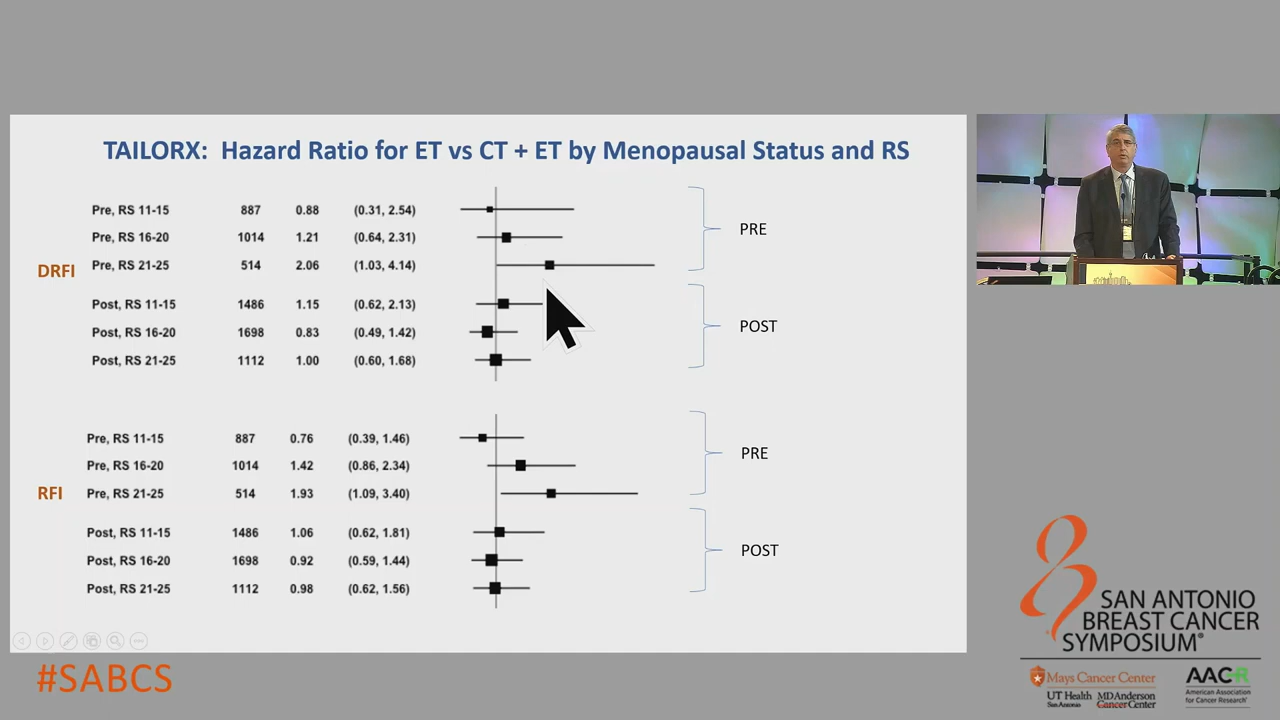 TAILORX: Hazard Ratio for ET vs CT + ET by Menopausal Status and RS
DRFI
Pre, RS 11-15 887 0.88 (0.31, 2.54)
Pre, RS 16-20 1014 1.21 (0.64, 2.31)
Pre, RS 21-25 514 2.06 (1.03, 4.14)
PRE
Post, RS 11-15 1486 1.15 (0.62, 2.13)
Post, RS 16-20 1698 0.83 (0.49, 1.42)
Post, RS 21-25 1112 1.00 (0.60, 1.68)
POST
RFI
Pre, RS 11-15 887 0.76 (0.39, 1.46)
Pre, RS 16-20 1014 1.42 (0.86, 2.34)
Pre, RS 21-25 514 1.93 (1.09, 3.40)
PRE
Post, RS 11-15 1486 1.06 (0.62, 1.81)
Post, RS 16-20 1698 0.92 (0.59, 1.44)
Post, RS 21-25 1112 0.98 (0.62, 1.56)
POST
#SABCS
SAN ANTONIO
BREAST CANCER
SYMPOSIUM®
Mays Cancer Center
UT Health
San Antonio
MD Anderson
Cancer Center
AACR
American Association
for Cancer Research®